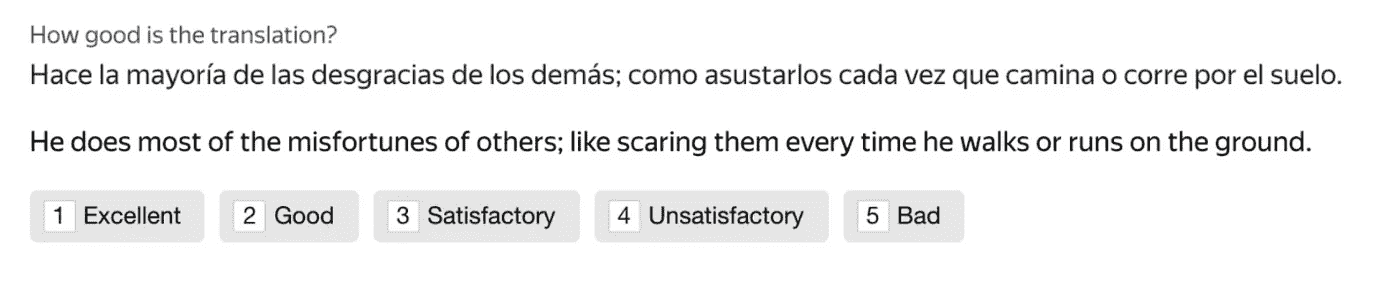 How good is the translation?
Hace la mayoría de las desgracias de los demás; como asustarlos cada vez que camina o corre por el suelo.
He does most of the misfortunes of others; like scaring them every time he walks or runs on the ground.
1 Excellent 2 Good 3 Satisfactory 4 Unsatisfactory 5 Bad